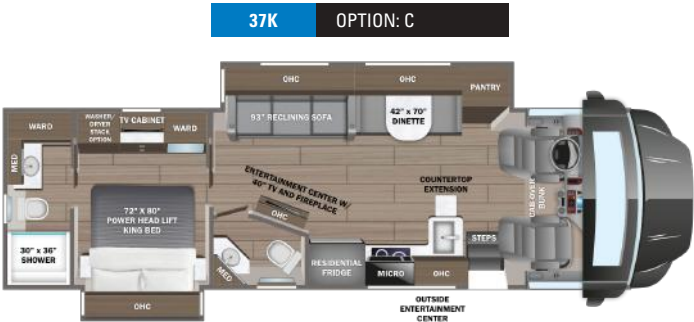 37K OPTION: C
OHC
OHC
PANTRY
WARD
WASHER/
DRYER
STACK
OPTION
TV CABINET
WARD
93" RECLINING SOFA
42" x 70"
DINETTE
MED
ENTERTAINMENT CENTER W/
40" TV AND FIREPLACE
COUNTERTOP
EXTENSION
CAB OVER
BUNK
72" X 80"
POWER HEAD LIFT
KING BED
OHC
STEPS
30" x 36"
SHOWER
MED
RESIDENTIAL
FRIDGE
MICRO
OHC
OHC
OUTSIDE
ENTERTAINMENT
CENTER